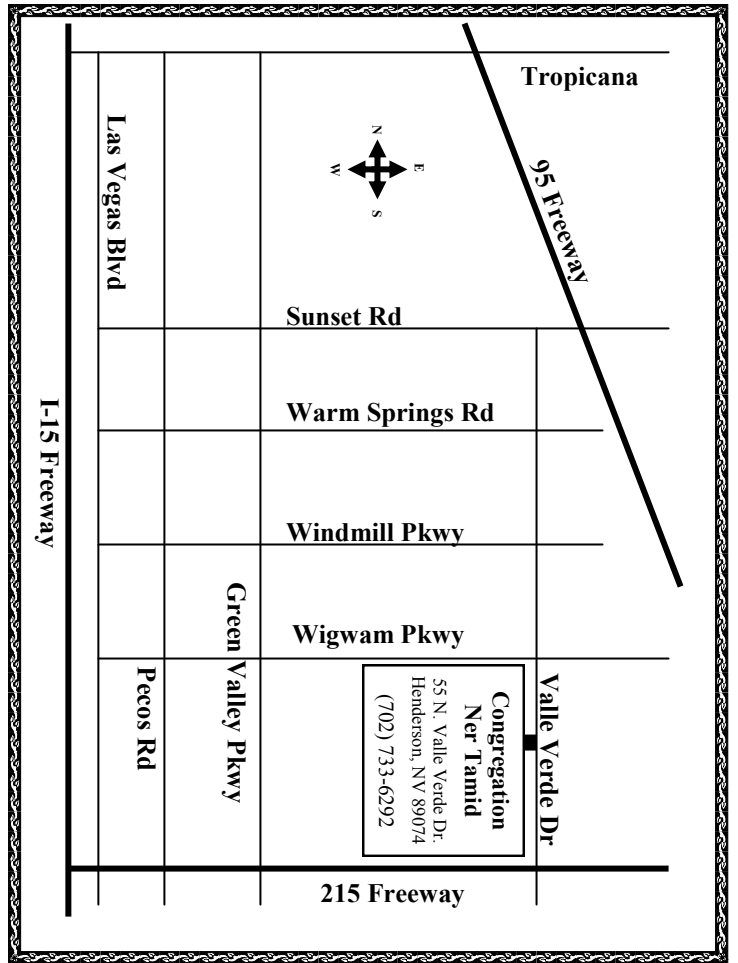 Tropicana
N
E
W
S
95 Freeway
Las Vegas Blvd
Sunset Rd
I-15 Freeway
Warm Springs Rd
Windmill Pkwy
Green Valley Pkwy
Wigwam Pkwy
Pecos Rd
Valle Verde Dr
Congregation
Ner Tamid
55 N. Valle Verde Dr.
Henderson, NV 89074
(702) 733-6292
215 Freeway